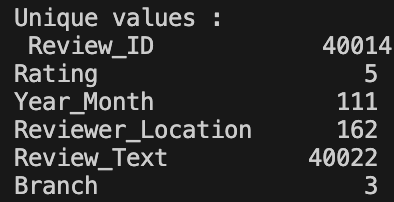 Unique values :
 Review_ID 40014
Rating 5
Year_Month 111
Reviewer_Location 162
Review_Text 40022
Branch 3